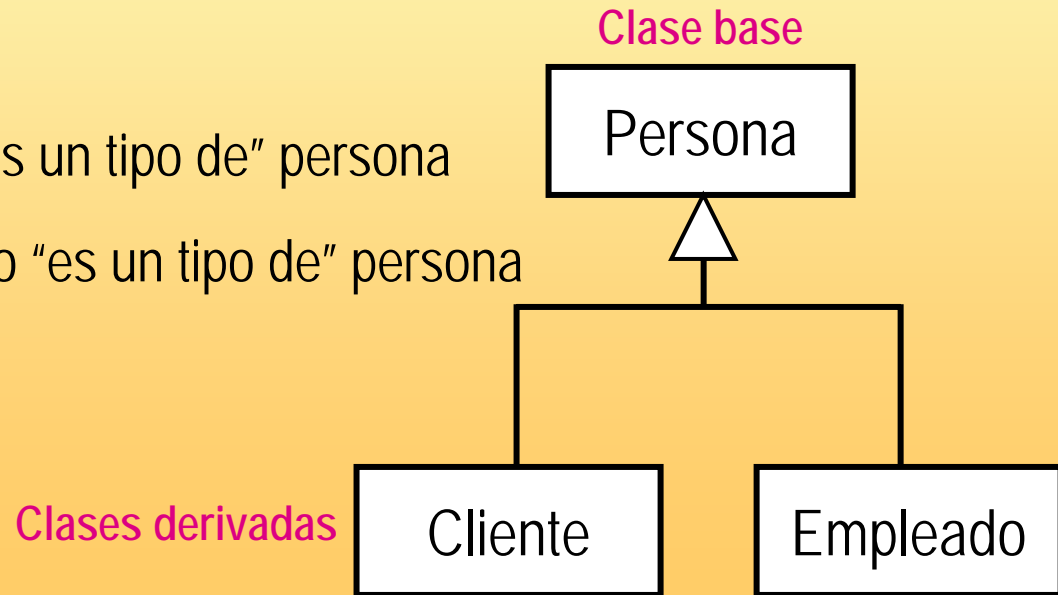 Clase base
Persona
s un tipo de” persona
o “es un tipo de” persona
Clases derivadas
Cliente
Empleado